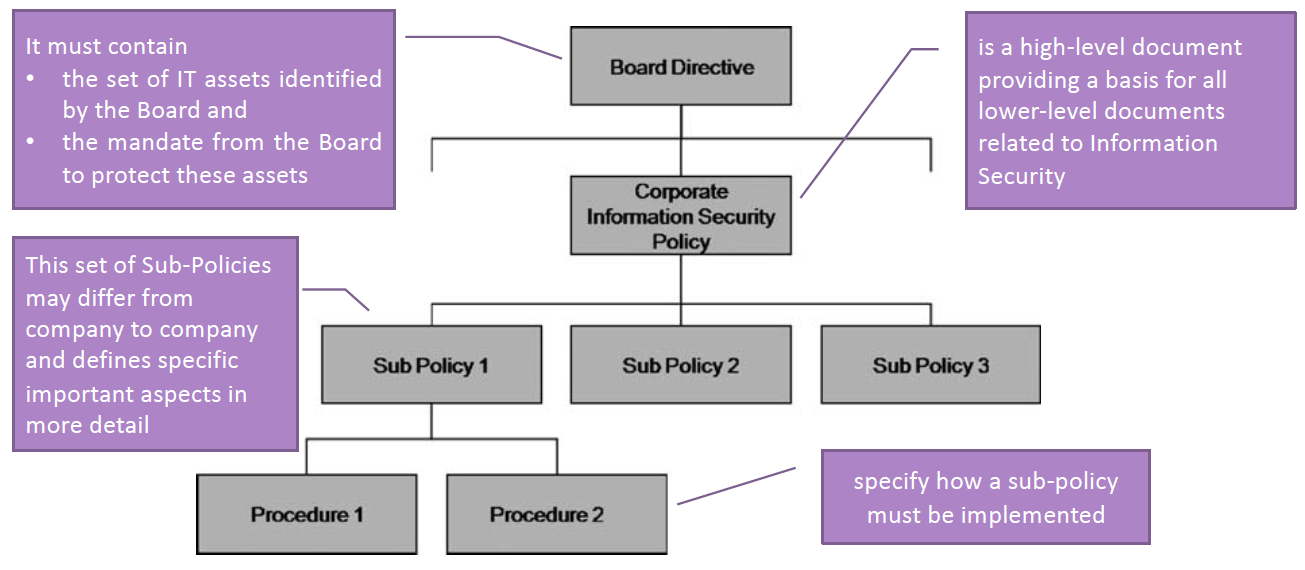 It must contain
• the set of IT assets identified
by the Board and
• the mandate from the Board
to protect these assets
Board Directive
is a high-level document
providing a basis for all
lower-level documents
related to Information
Security
Corporate
Information Security
Policy
This set of Sub-Policies
may differ from
company to company
and defines specific
important aspects in
more detail
Sub Policy 1
Sub Policy 2
Sub Policy 3
Procedure 1
Procedure 2
specify how a sub-policy
must be implemented